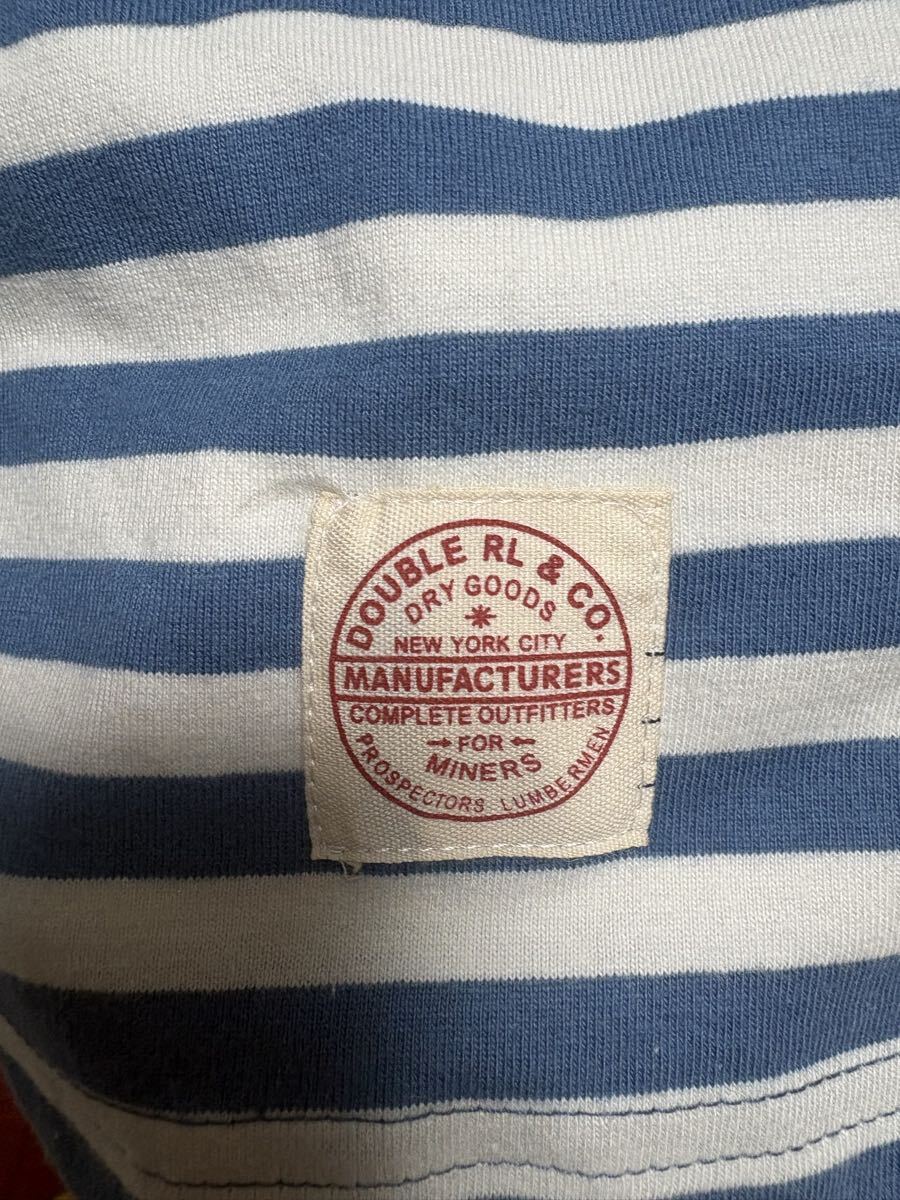 DOUBLE RL & CO.
DRY GOODS
NEW YORK CITY
MANUFACTURERS
COMPLETE OUTFITTERS
FOR
MINERS
PROSPECTORS LUMBERMEN